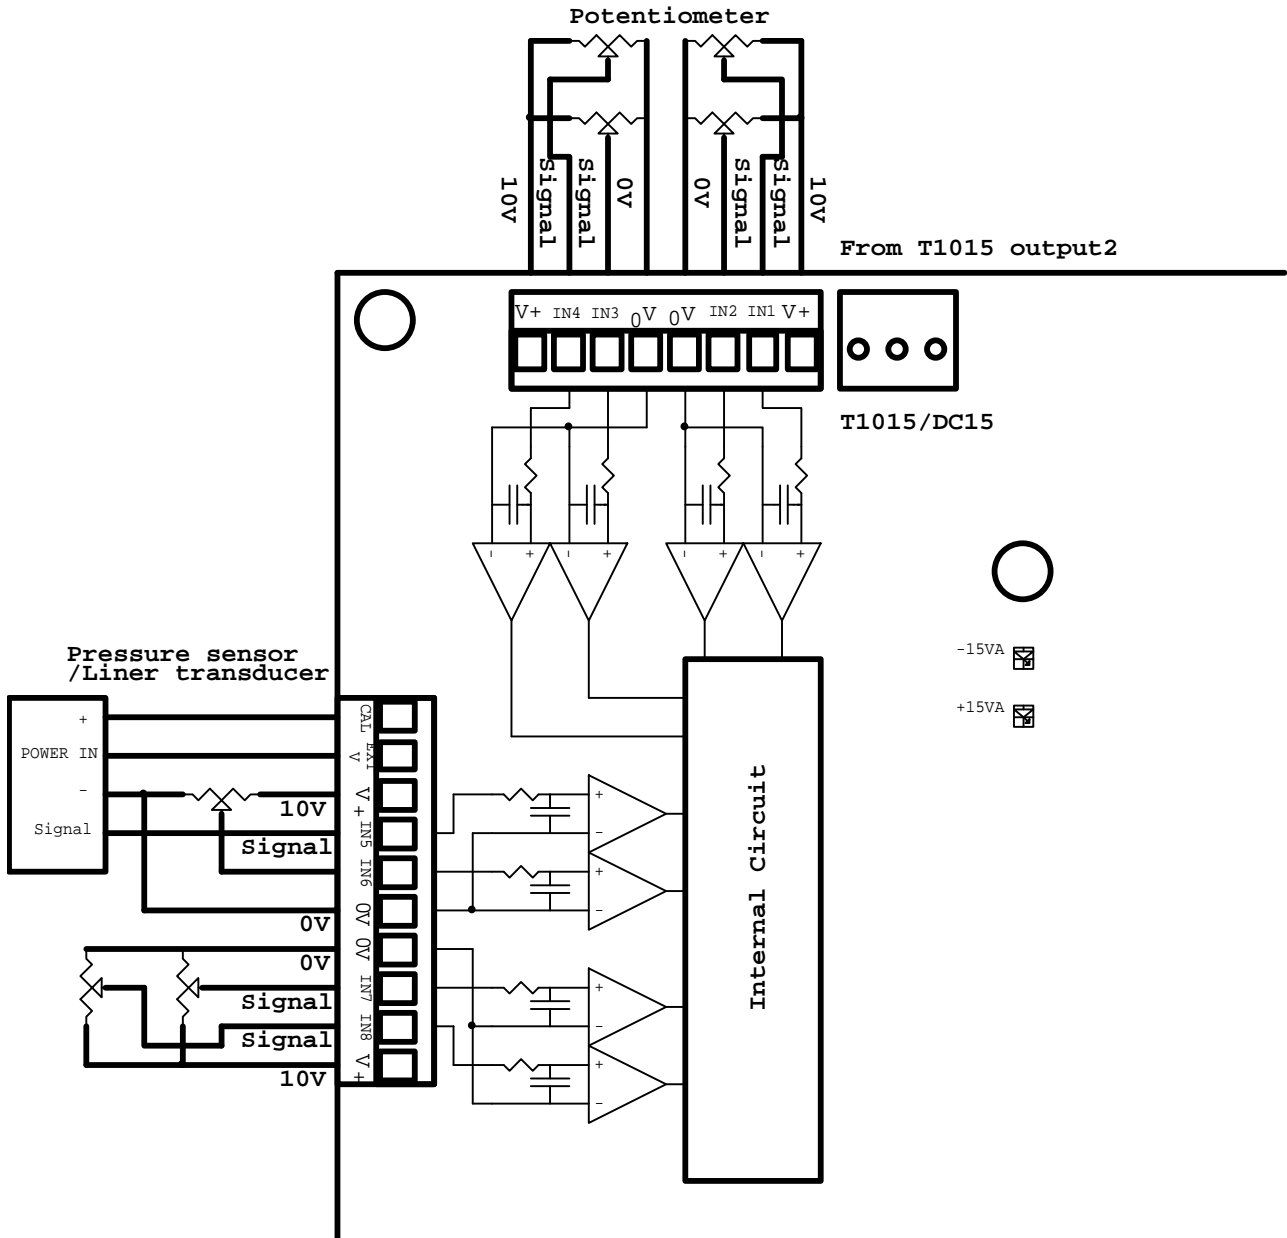 Potentiometer
10V
Signal
Signal
0V
0V
Signal
Signal
10V
From T1015 output2
V+ IN4 IN3 0V 0V IN2 IN1 V+
T1015/DC15
- + - + - + - +
-15VA
+15VA
Pressure sensor
/Liner transducer
+
POWER IN
-
Signal
CAL
EXT
V
V+
IN5
IN6
0V
0V
IN7
IN8
V+
10V
Signal
0V
0V
Signal
Signal
10V
+
-
+
-
+
-
+
-
Internal Circuit